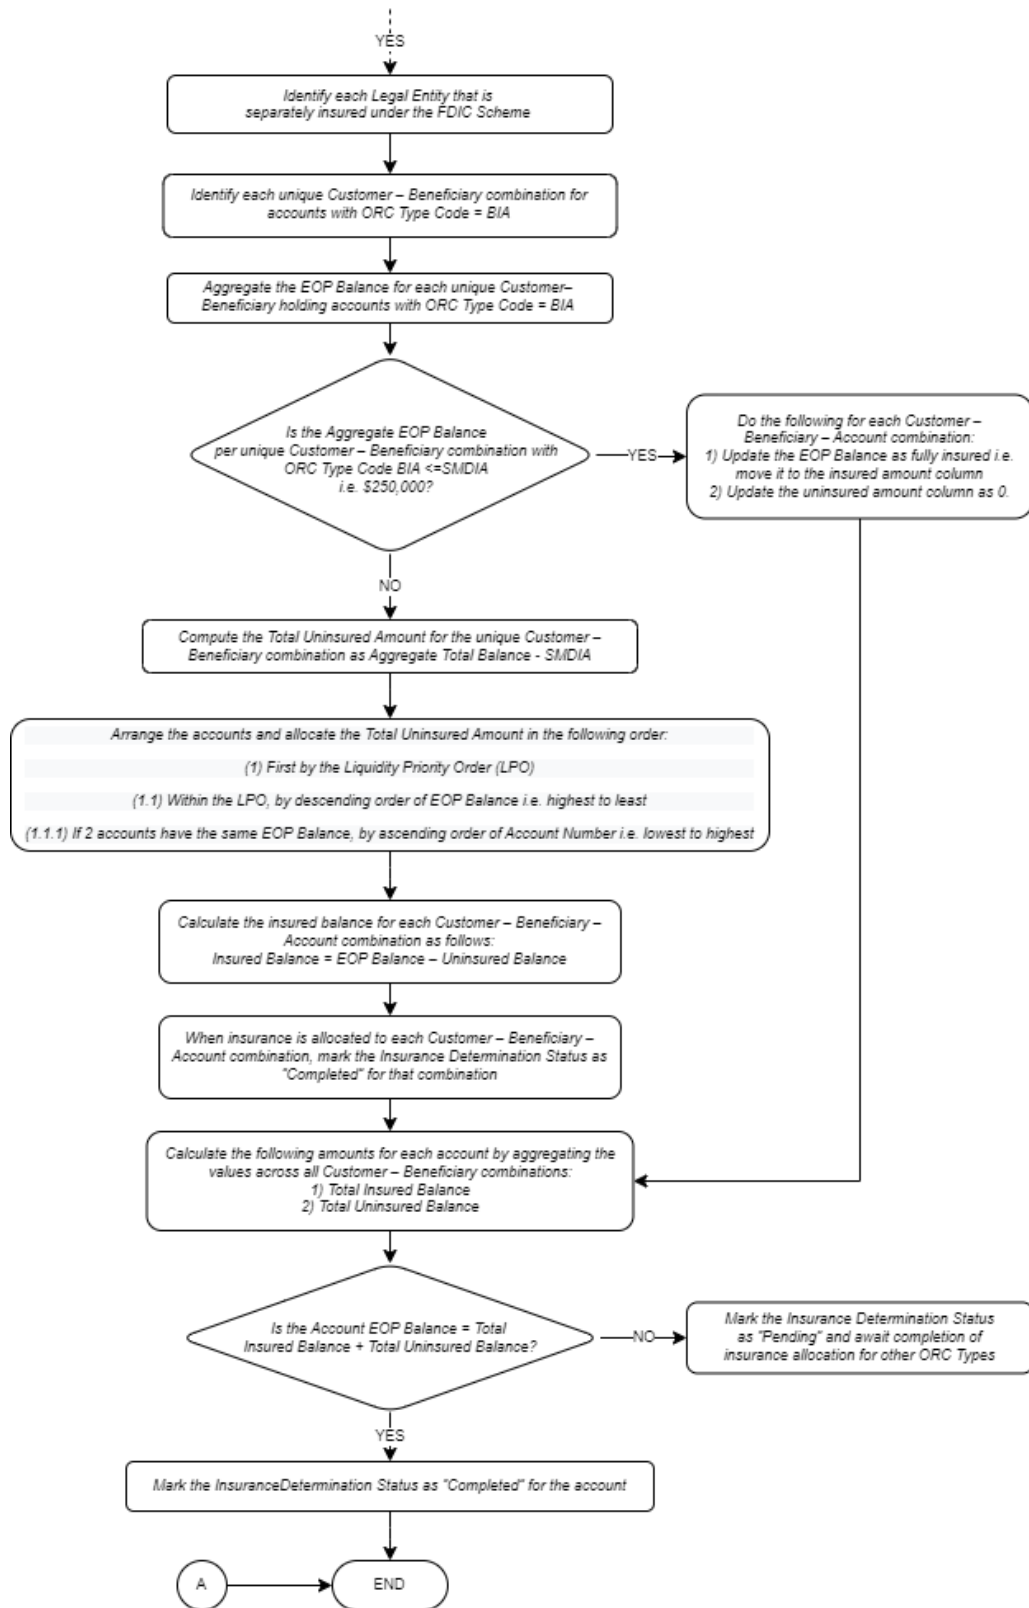 YES
Identify each Legal Entity that is
separately insured under the FDIC Scheme
Identify each unique Customer – Beneficiary combination for
accounts with ORC Type Code = BIA
Aggregate the EOP Balance for each unique Customer–
Beneficiary holding accounts with ORC Type Code = BIA
Is the Aggregate EOP Balance
per unique Customer – Beneficiary combination with
ORC Type Code BIA <=SMDIA
i.e. $250,000?
YES
Do the following for each Customer –
Beneficiary – Account combination:
1) Update the EOP Balance as fully insured i.e.
move it to the insured amount column
2) Update the uninsured amount column as 0.
NO
Compute the Total Uninsured Amount for the unique Customer –
Beneficiary combination as Aggregate Total Balance - SMDIA
Arrange the accounts and allocate the Total Uninsured Amount in the following order:
(1) First by the Liquidity Priority Order (LPO)
(1.1) Within the LPO, by descending order of EOP Balance i.e. highest to least
(1.1.1) If 2 accounts have the same EOP Balance, by ascending order of Account Number i.e. lowest to highest
Calculate the insured balance for each Customer – Beneficiary –
Account combination as follows:
Insured Balance = EOP Balance – Uninsured Balance
When insurance is allocated to each Customer – Beneficiary –
Account combination, mark the Insurance Determination Status as
"Completed" for that combination
Calculate the following amounts for each account by aggregating the
values across all Customer – Beneficiary combinations:
1) Total Insured Balance
2) Total Uninsured Balance
Is the Account EOP Balance = Total
Insured Balance + Total Uninsured Balance?
NO
Mark the Insurance Determination Status
as "Pending" and await completion of
insurance allocation for other ORC Types
YES
Mark the InsuranceDetermination Status as "Completed" for the account
A
END